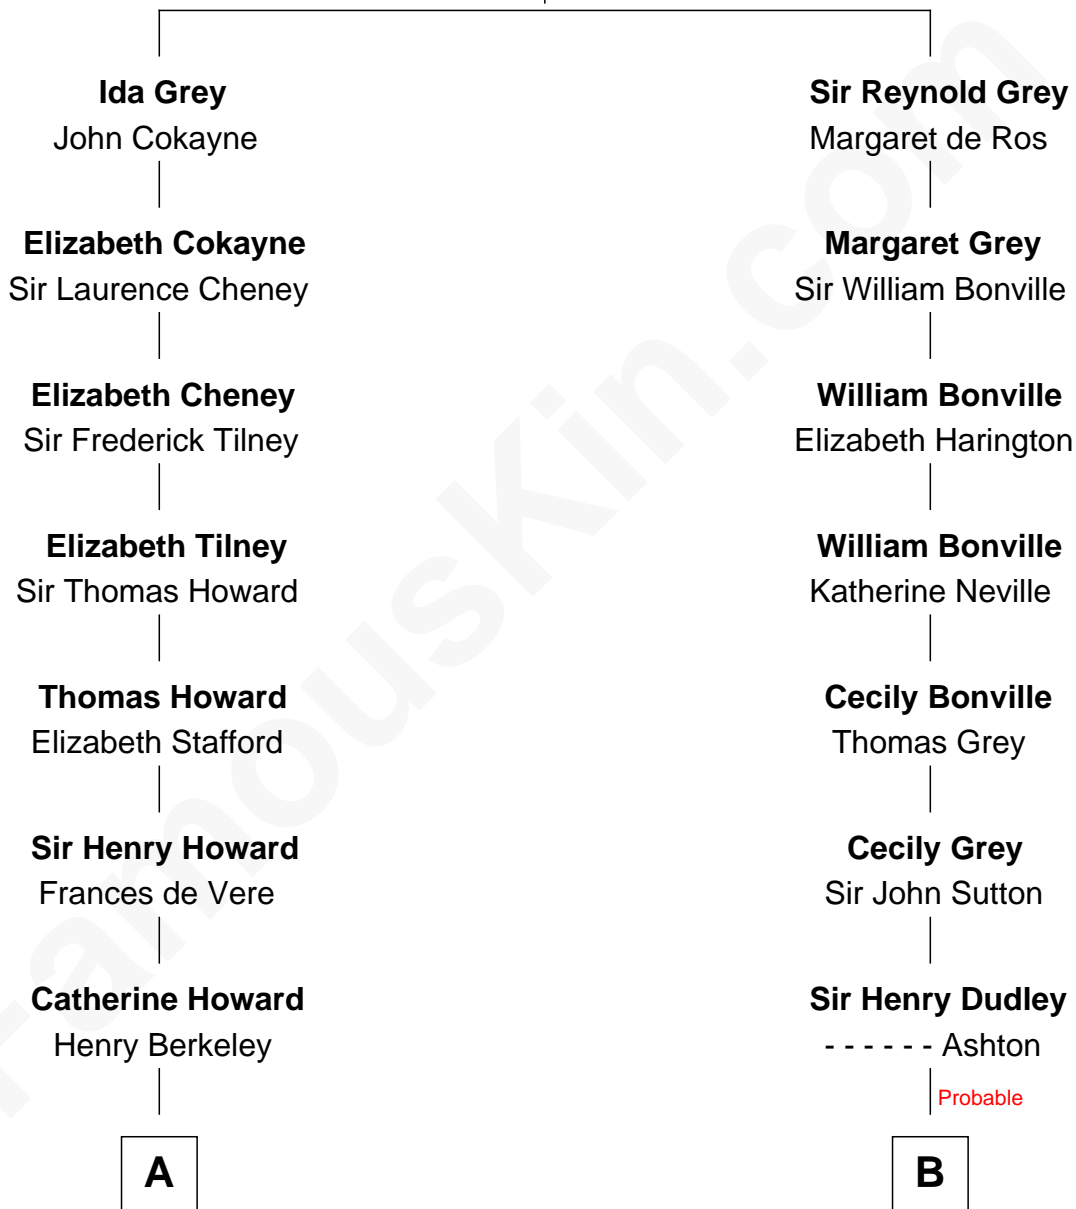 Ida Grey
John Cokayne
Elizabeth Cokayne
Sir Laurence Cheney
Elizabeth Cheney
Sir Frederick Tilney
Elizabeth Tilney
Sir Thomas Howard
Thomas Howard
Elizabeth Stafford
Sir Henry Howard
Frances de Vere
Catherine Howard
Henry Berkeley
A
Sir Reynold Grey
Margaret de Ros
Margaret Grey
Sir William Bonville
William Bonville
Elizabeth Harington
William Bonville
Katherine Neville
Cecily Bonville
Thomas Grey
Cecily Grey
Sir John Sutton
Sir Henry Dudley
- - - - - - Ashton
Probable
B
FamousKin.com